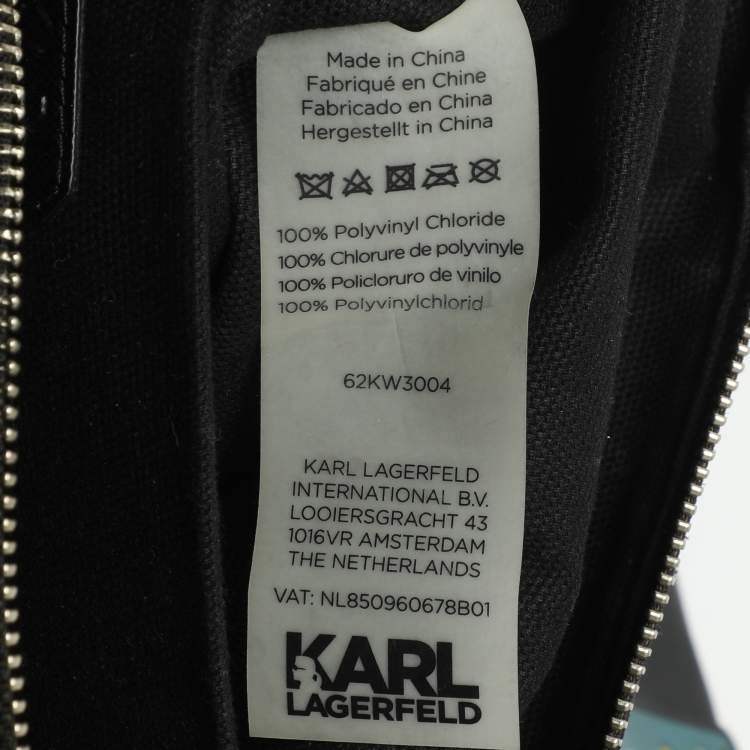 Made in China
Fabriqué en Chine
Fabricado en China
Hergestellt in China
100% Polyvinyl Chloride
100% Chlorure de polyvinyle
100% Policloruro de vinilo
100% Polyvinylchlorid
62KW3004
KARL LAGERFELD
INTERNATIONAL B.V.
LOOIERSGRACHT 43
1016VR AMSTERDAM
THE NETHERLANDS
VAT: NL850960678B01
KARL
LAGERFELD